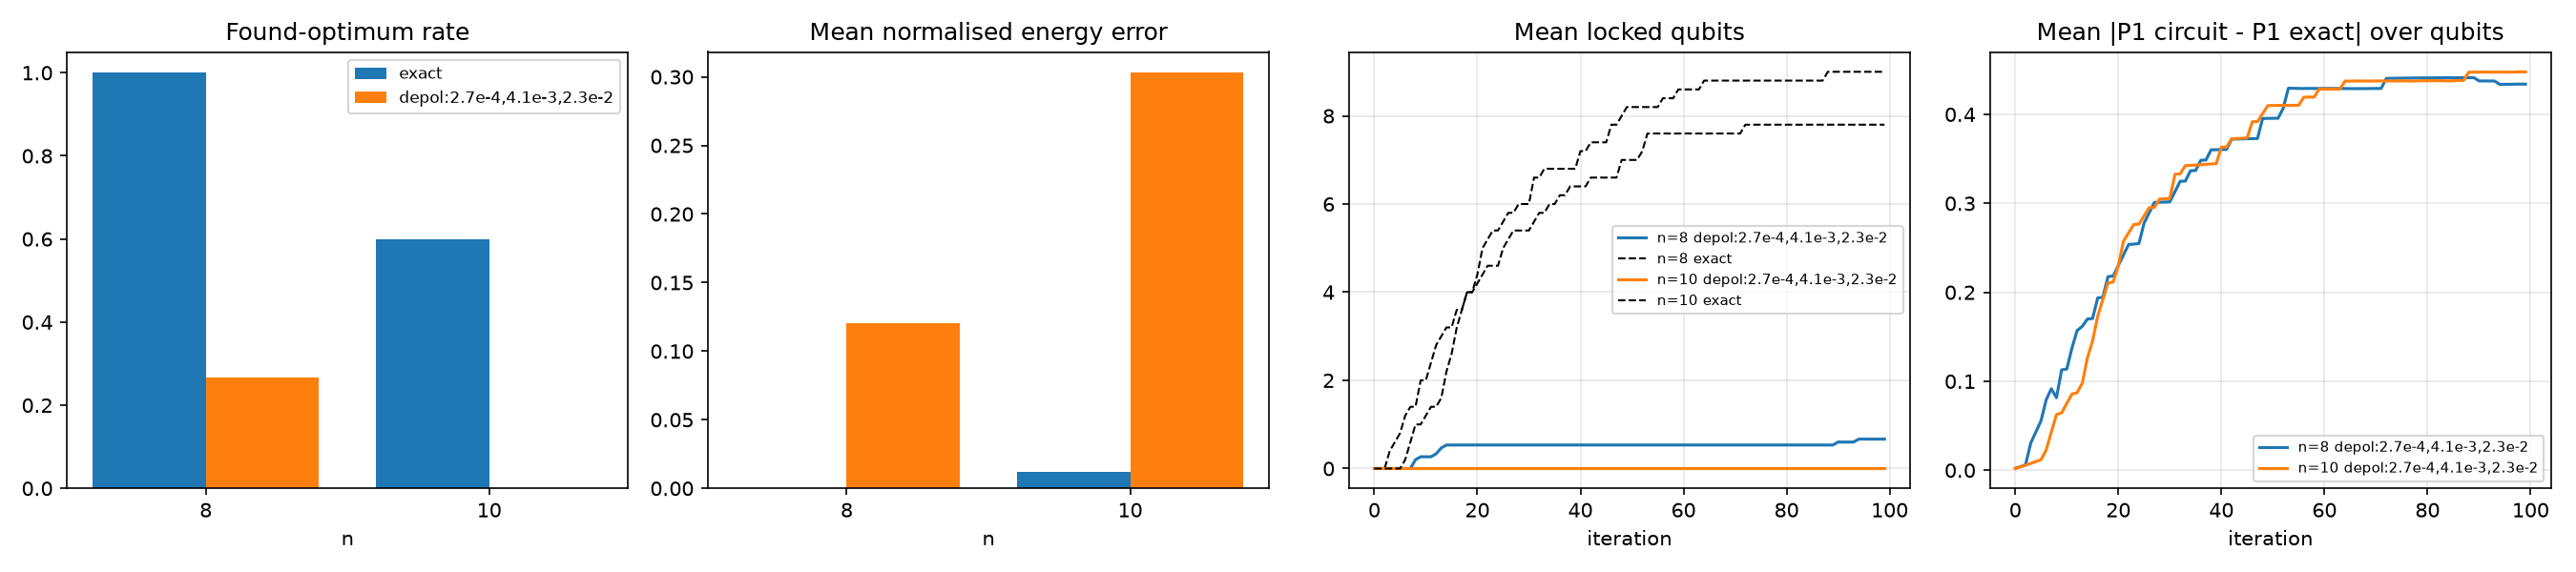 Found-optimum rate
1.0
0.8
0.6
0.4
0.2
0.0
exact
depol:2.7e-4,4.1e-3,2.3e-2
8
10
n
Mean normalised energy error
0.30
0.25
0.20
0.15
0.10
0.05
0.00
8
10
n
Mean locked qubits
8
6
4
2
0
n=8 depol:2.7e-4,4.1e-3,2.3e-2
n=8 exact
n=10 depol:2.7e-4,4.1e-3,2.3e-2
n=10 exact
0
20
40
60
80
100
iteration
Mean |P1 circuit - P1 exact| over qubits
0.4
0.3
0.2
0.1
0.0
n=8 depol:2.7e-4,4.1e-3,2.3e-2
n=10 depol:2.7e-4,4.1e-3,2.3e-2
0
20
40
60
80
100
iteration